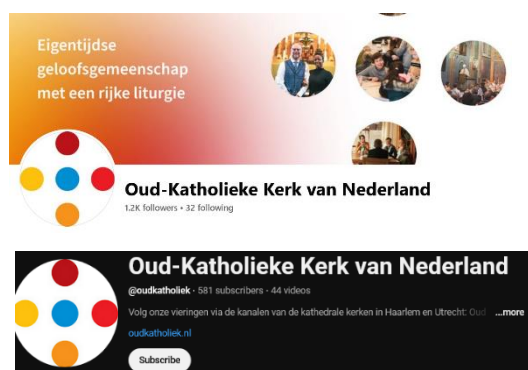 Eigentijdse
geloofsgemeenschap
met een rijke liturgie
Oud-Katholieke Kerk van Nederland
1.2K followers • 32 following
Oud-Katholieke Kerk van Nederland
@oudkatholiek · 581 subscribers · 44 videos
Volg onze vieringen via de kanalen van de kathedrale kerken in Haarlem en Utrecht: Oud ...more
oudkatholiek.nl
Subscribe